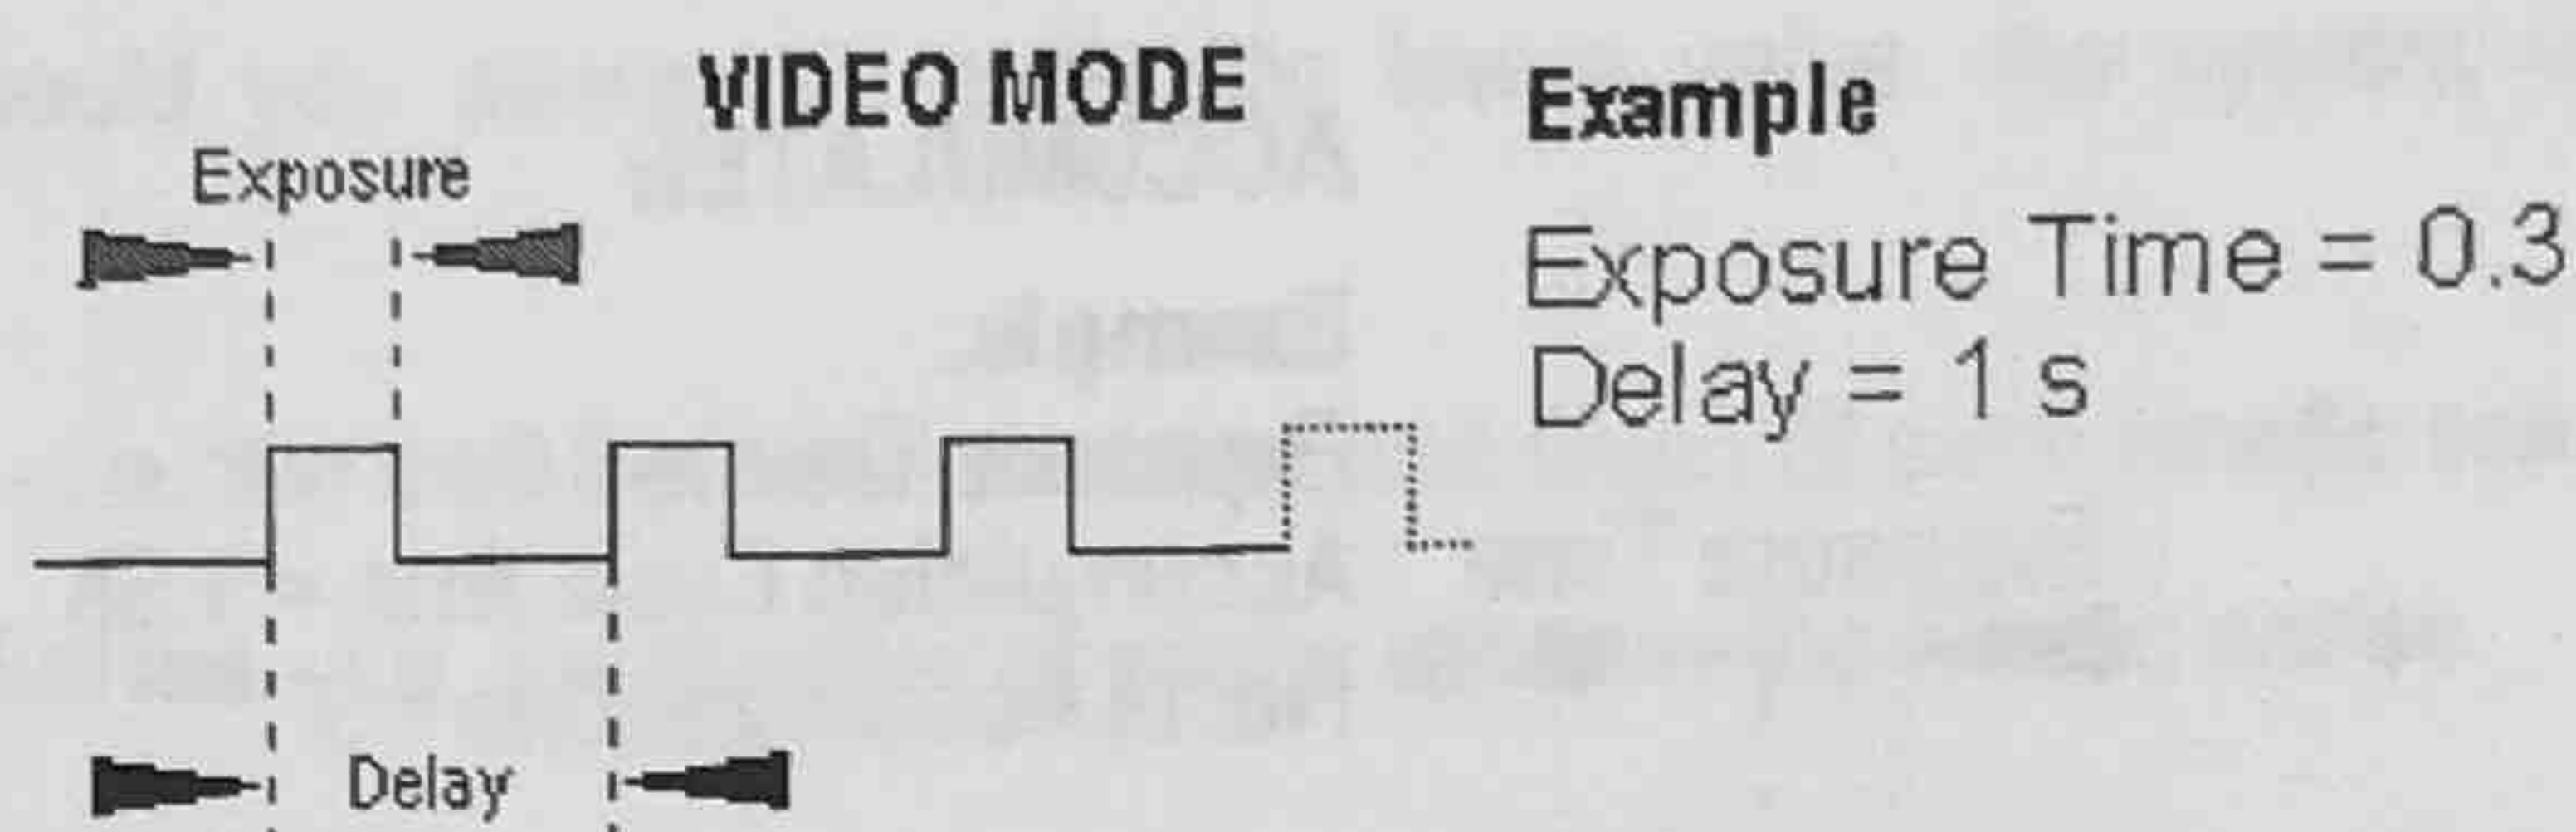 VIDEO MODE
Example
Exposure
Exposure Time = 0.3
Delay = 1 s
Delay